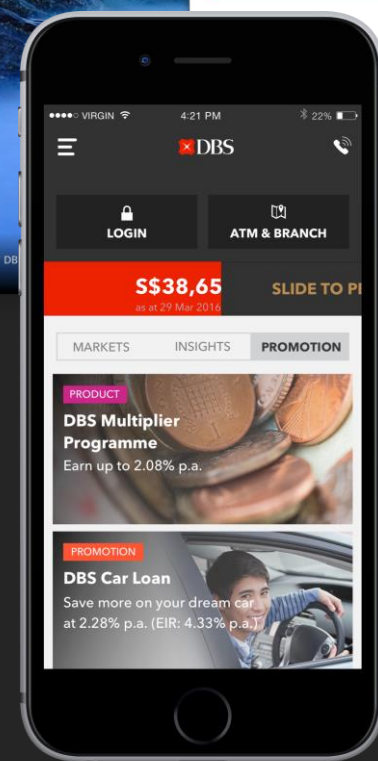 DB
VIRGIN 4:21 PM 22%
DBS
LOGIN ATM & BRANCH
S$38,65 SLIDE TO
as at 29 Mar 2016
MARKETS INSIGHTS PROMOTION
PRODUCT
DBS Multiplier
Programme
Earn up to 2.08% p.a.
PROMOTION
DBS Car Loan
Save more on your dream car
at 2.28% p.a. (EIR: 4.33% p.a.)